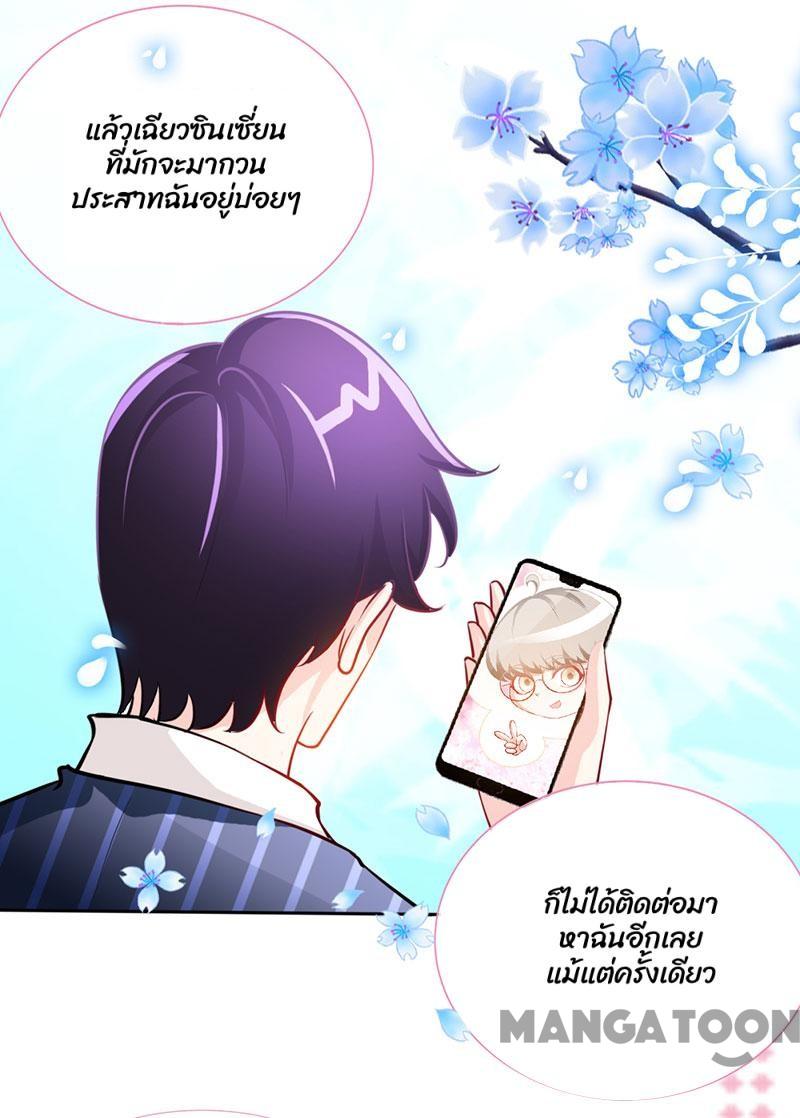 แล้วเฉียวซินเซี่ยน
ที่มักจะมากวน
ประสาทฉันอยู่บ่อยๆ
ก็ไม่ได้ติดต่อมา
หาฉันอีกเลย
แม้แต่ครั้งเดียว
MANGATOON